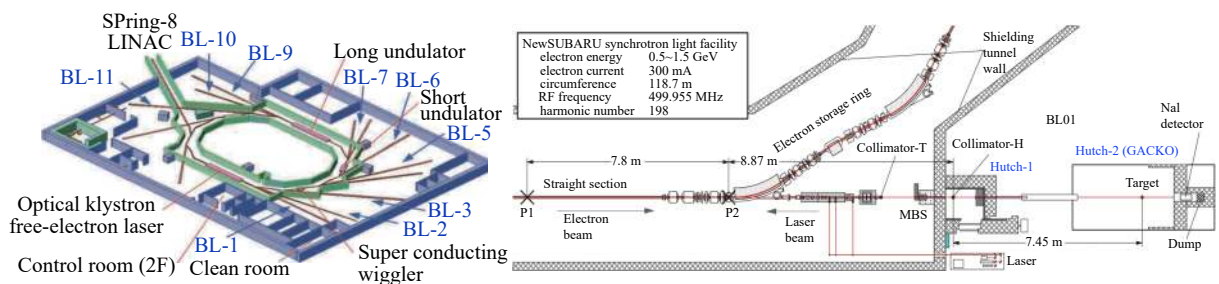 SPring-8
LINAC
BL-10
BL-9
Long undulator
BL-11
BL-7
BL-6
Short
undulator
BL-5
Optical klystron
free-electron laser
BL-3
BL-2
BL-1
Control room (2F)
Clean room
Super conducting
wiggler
NewSUBARU synchrotron light facility
electron energy 0.5~1.5 GeV
electron current 300 mA
circumference 118.7 m
RF frequency 499.955 MHz
harmonic number 198
Shielding
tunnel
wall
Electron storage ring
BL01
NaI
detector
7.8 m
8.87 m
Collimator-T
Collimator-H
Hutch-1
Hutch-2 (GACKO)
Straight section
Target
P1
P2
MBS
Electron
beam
Laser
beam
7.45 m
Dump
Laser